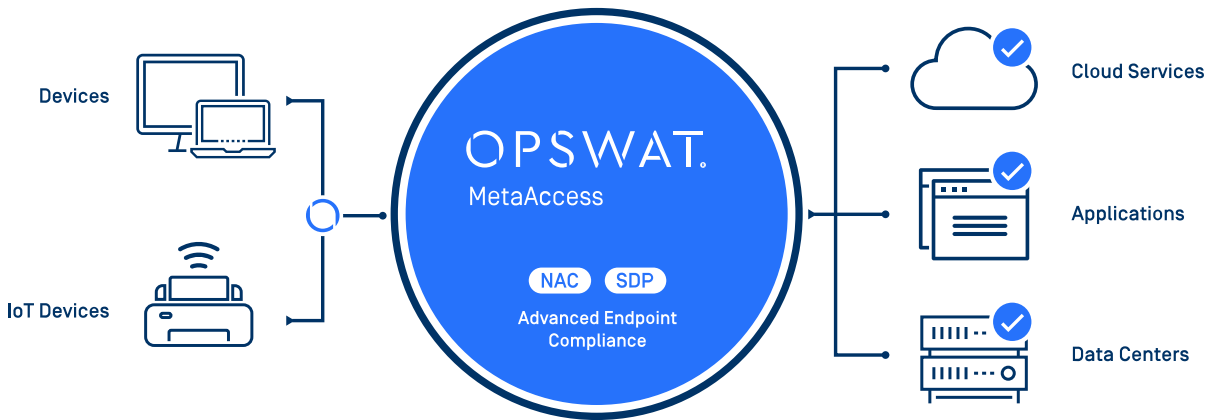 Devices
IoT Devices
OPSWAT.
MetaAccess
NAC SDP
Advanced Endpoint
Compliance
Cloud Services
Applications
Data Centers